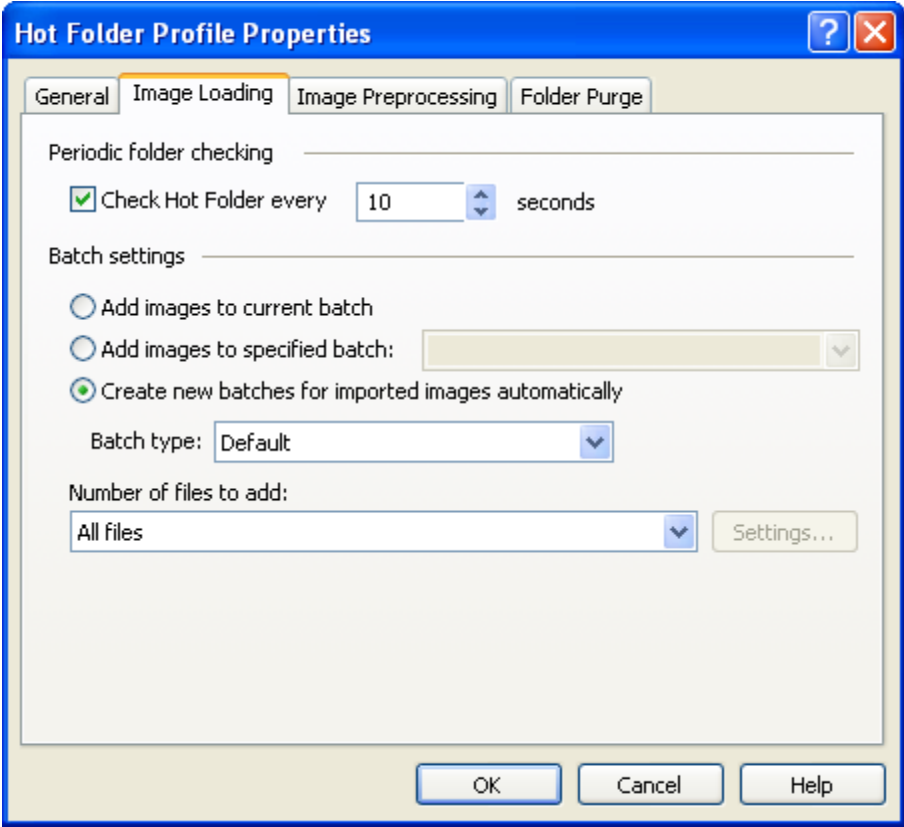 Hot Folder Profile Properties
General Image Loading Image Preprocessing Folder Purge
Periodic folder checking
Check Hot Folder every 10 seconds
Batch settings
Add images to current batch
Add images to specified batch:
Create new batches for imported images automatically
Batch type: Default
Number of files to add:
All files Settings...
OK Cancel Help